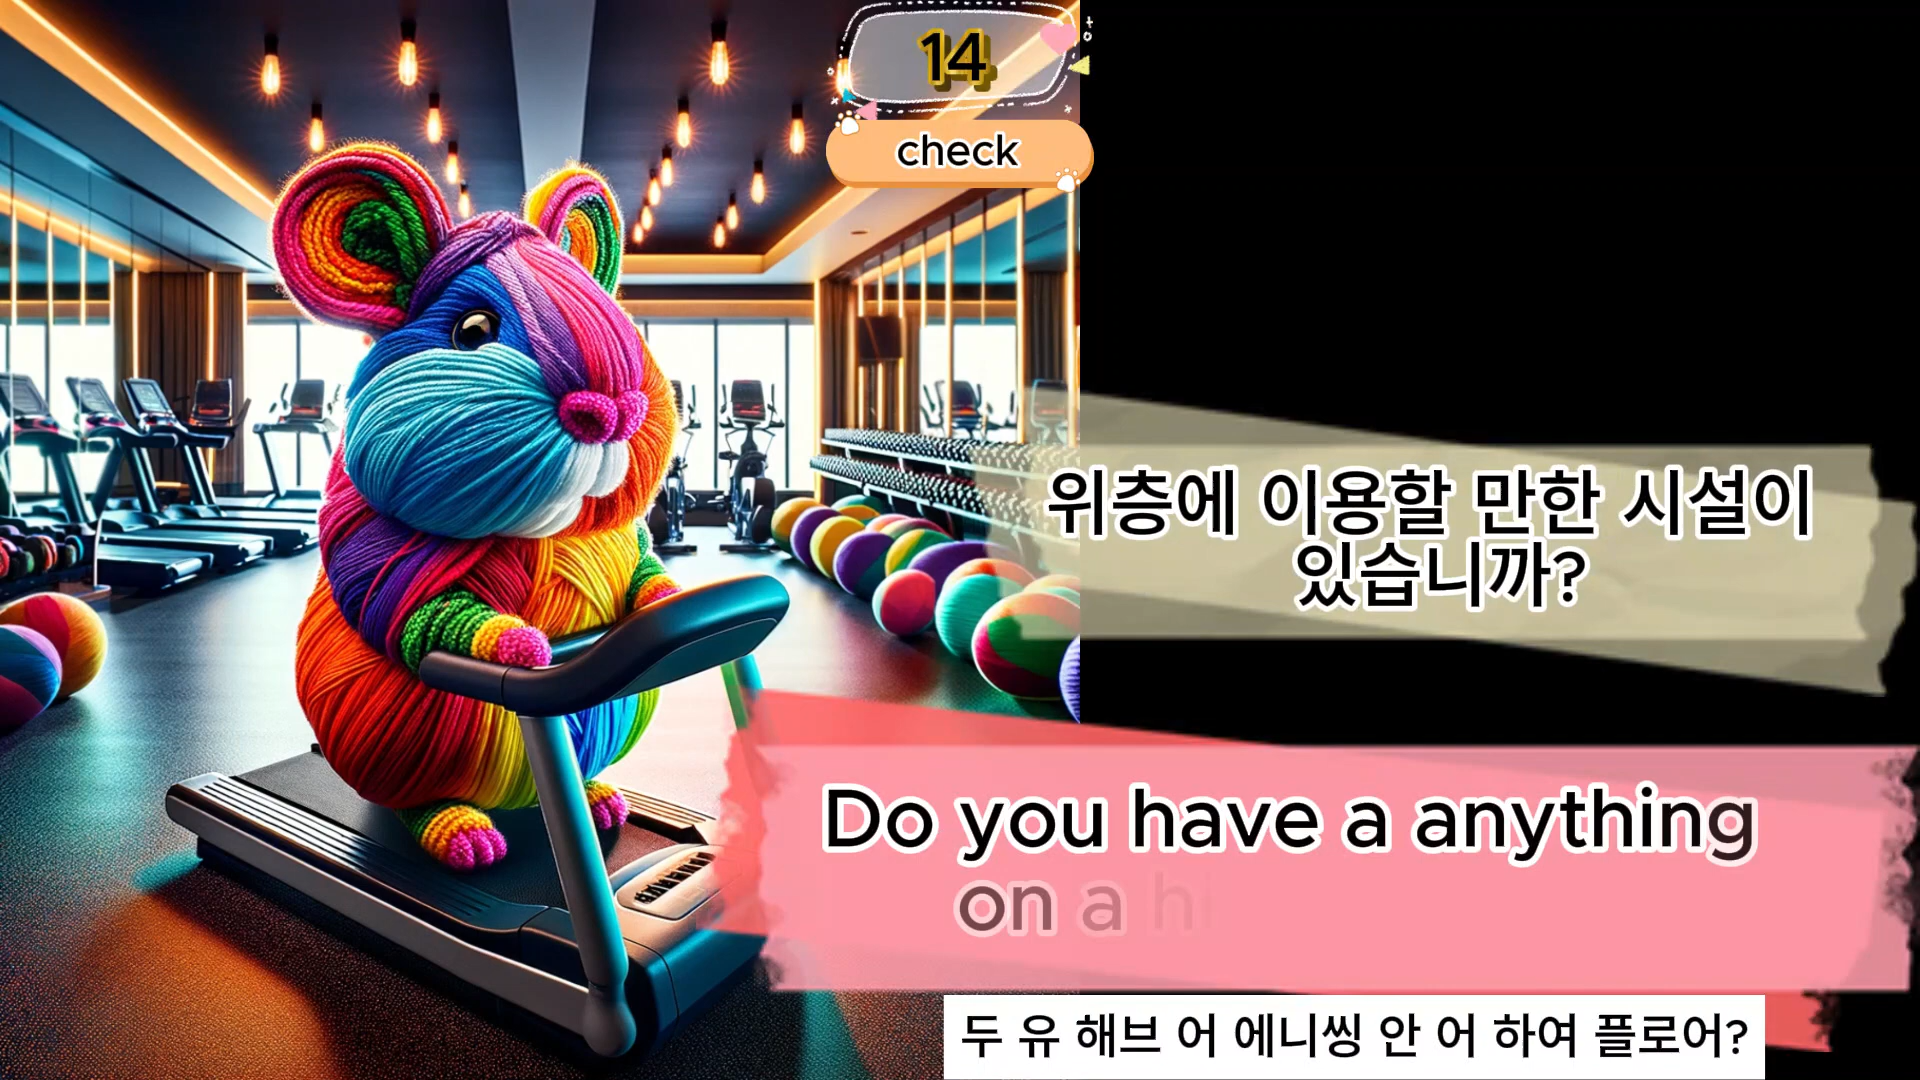 14
check
위층에 이용할 만한 시설이
있습니까?
Do you have a anything
on a hi
두 유 해브 어 에니씽 안 어 하여 플로어?